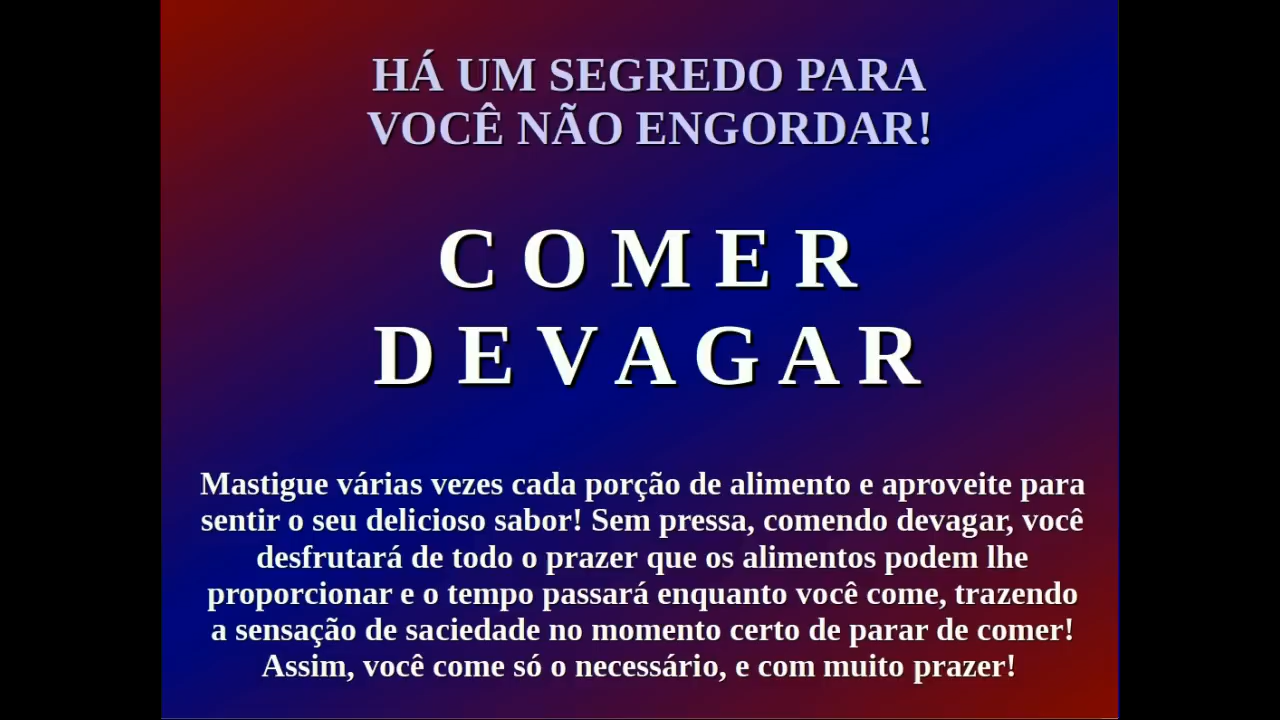 HÁ UM SEGREDO PARA
VOCÊ NÃO ENGORDAR!
COMER
DEVAGAR
Mastigue várias vezes cada porção de alimento e aproveite para
sentir o seu delicioso sabor! Sem pressa, comendo devagar, você
desfrutará de todo o prazer que os alimentos podem lhe
proporcionar e o tempo passará enquanto você come, trazendo
a sensação de saciedade no momento certo de parar de comer!
Assim, você come só o necessário, e com muito prazer!